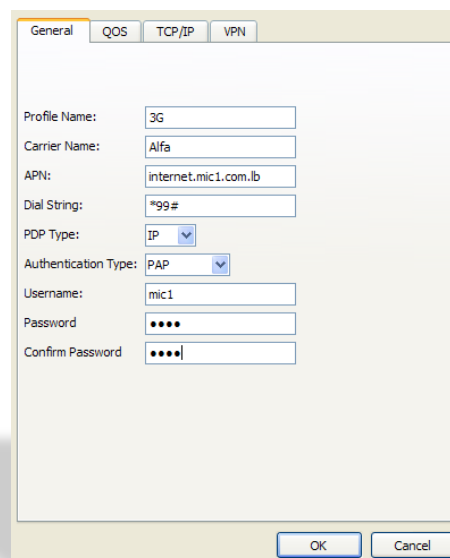 General QOS TCP/IP VPN
Profile Name: 3G
Carrier Name: Alfa
APN: internet.mic1.com.lb
Dial String: *99#
PDP Type: IP
Authentication Type: PAP
Username: mic1
Password ••••
Confirm Password ••••
OK Cancel